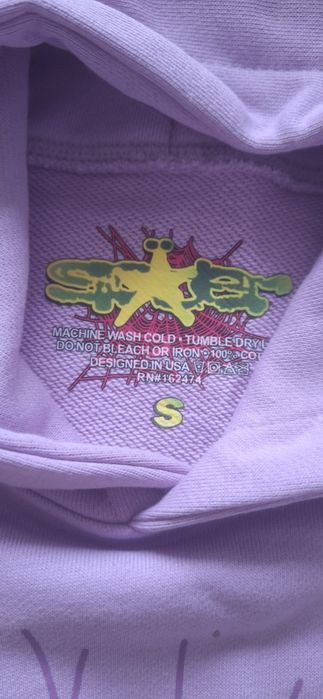 MACHINE WASH COLD • TUMBLE DRY L
DO NOT BLEACH OR IRON • 100% COT
DESIGNED IN USA
RN#162474
S